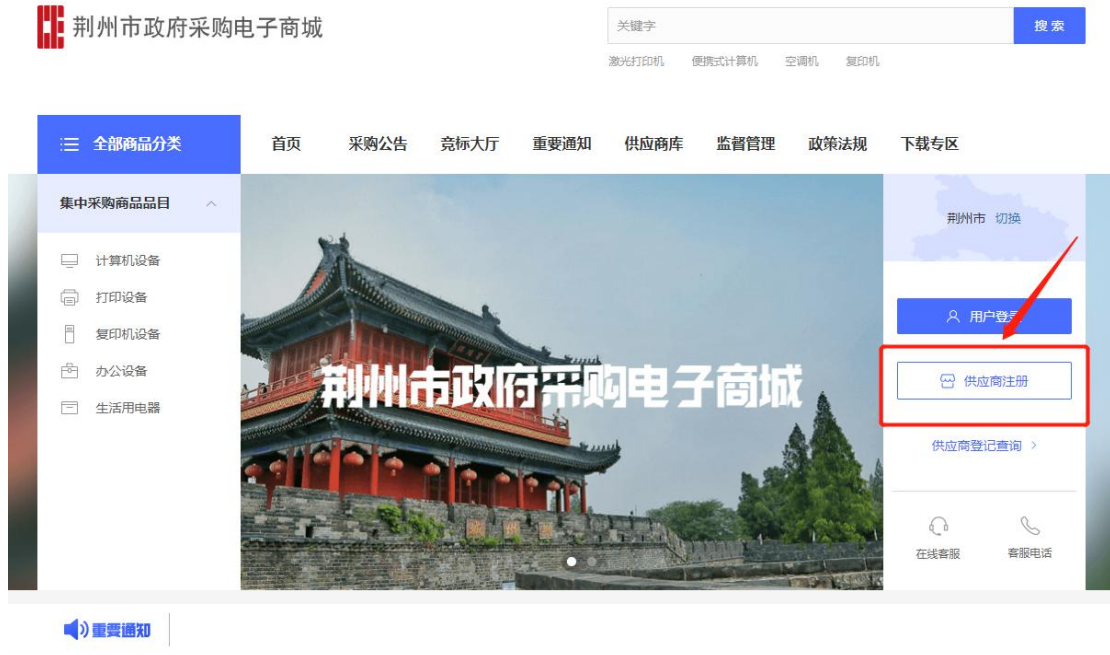 荆州市政府采购电子商城
关键字
搜索
激光打印机 便携式计算机 空调机 复印机
全部商品分类 首页 采购公告 竞标大厅 重要通知 供应商库 监督管理 政策法规 下载专区
集中采购商品品目
计算机设备
打印设备
复印机设备
办公设备
生活用电器
荆州市政府采购电子商城
荆州市 切换
用户登录
供应商注册
供应商登记查询
在线客服 客服电话
重要通知